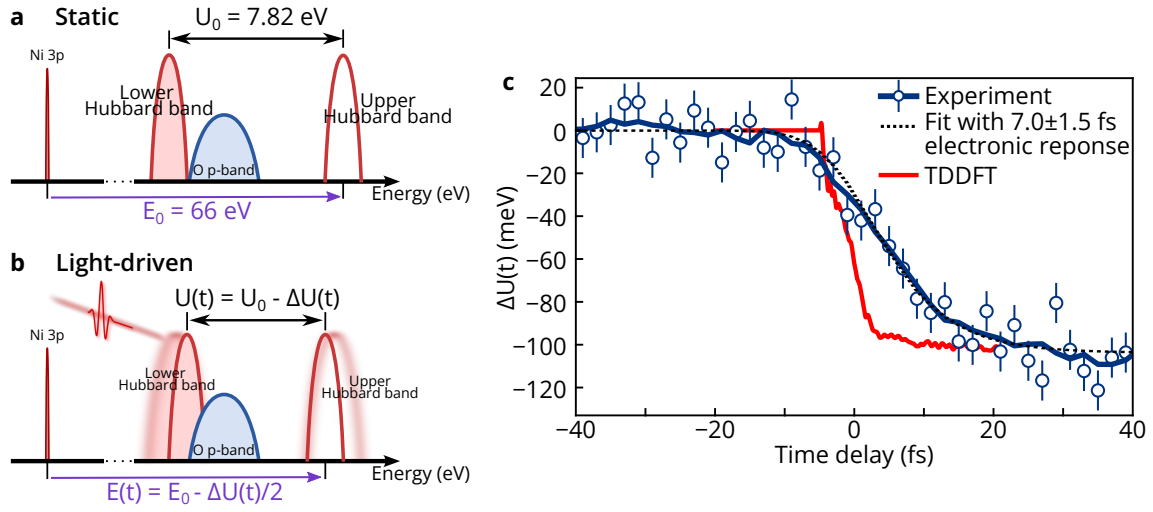 a Static
U₀ = 7.82 eV
Ni 3p
Lower
Hubbard band
Upper
Hubbard band
O p-band
Energy (eV)
E₀ = 66 eV
b Light-driven
U(t) = U₀ - ΔU(t)
Ni 3p
Lower
Hubbard band
Upper
Hubbard band
O p-band
Energy (eV)
E(t) = E₀ - ΔU(t)/2
c
Experiment
Fit with 7.0±1.5 fs
electronic reponse
TDDFT
ΔU(t) (meV)
20
0
−20
−40
−60
−80
−100
−120
−40
−20
0
20
40
Time delay (fs)